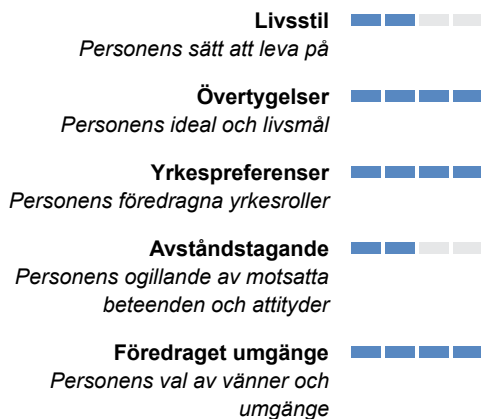 Livsstil
Personens sätt att leva på
Övertygelser
Personens ideal och livsmål
Yrkespreferenser
Personens föredragna yrkesroller
Avståndstagande
Personens ogillande av motsatta
beteenden och attityder
Föredraget umgänge
Personens val av vänner och
umgänge